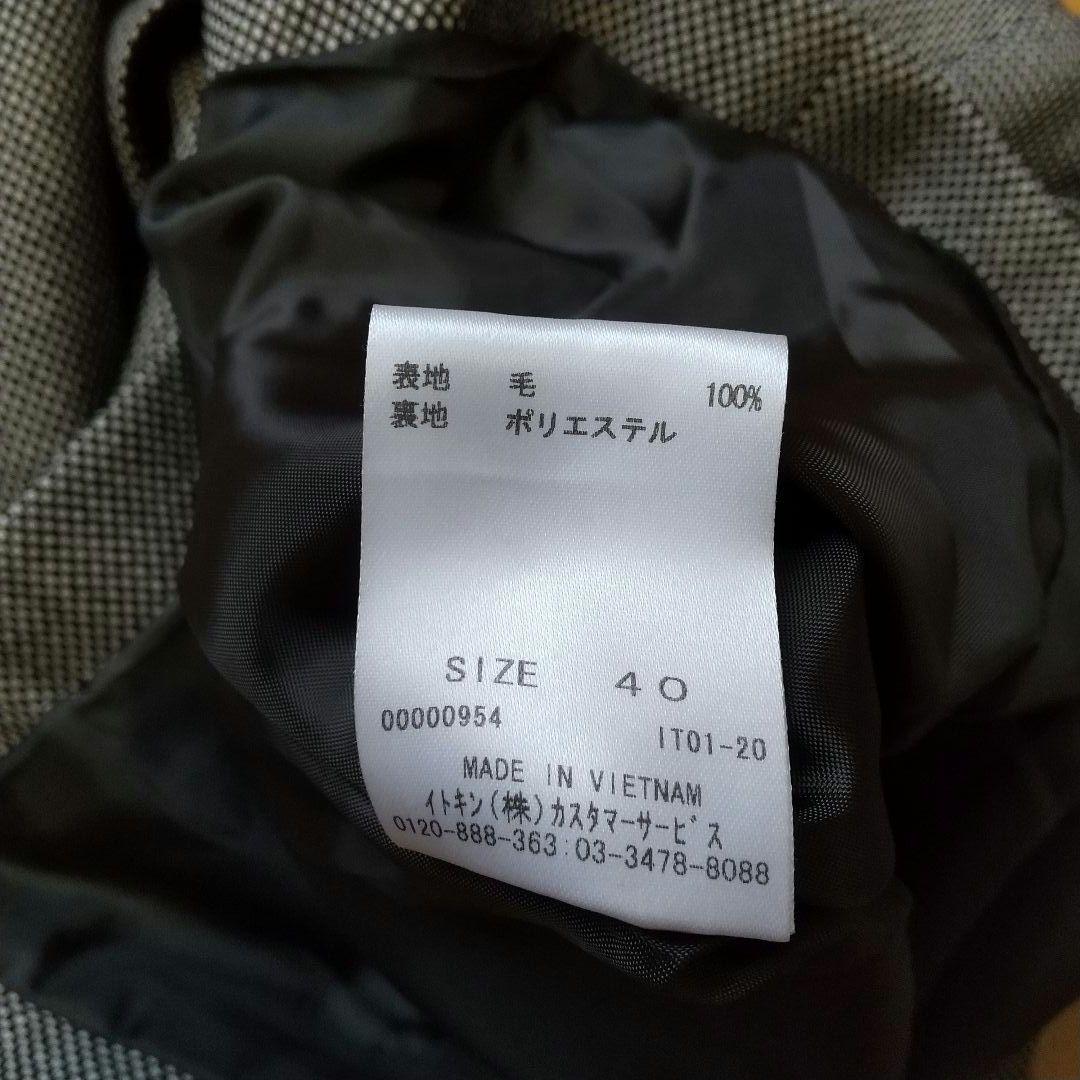 表地 毛 100%
裏地 ポリエステル
SIZE 40
00000954 IT01-20
MADE IN VIETNAM
イトキン(株)カスタマーサービス
0120-888-363:03-3478-8088